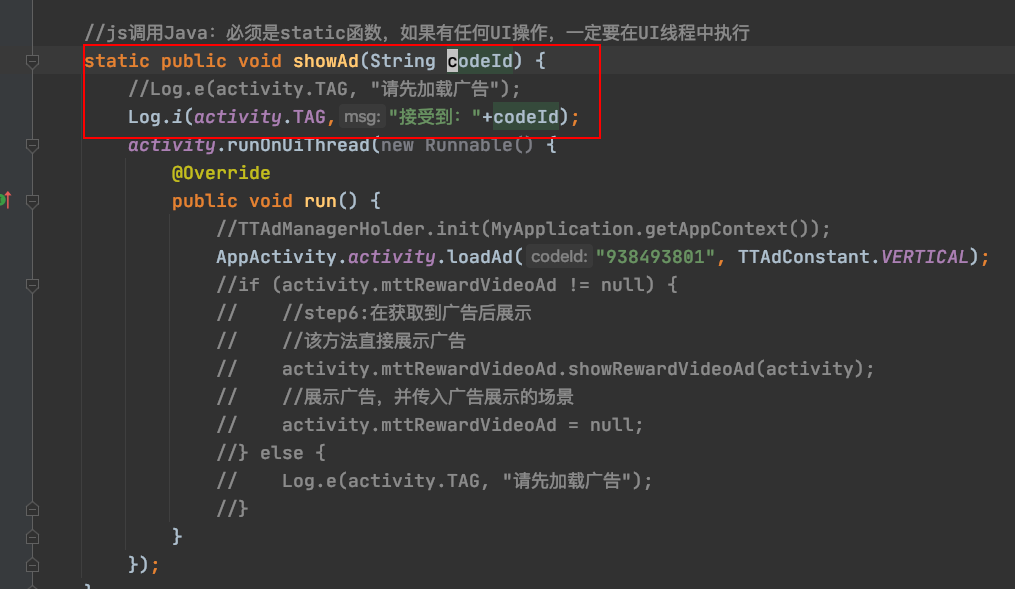 //js调用Java：必须是static函数，如果有任何UI操作，一定要在UI线程中执行
static public void showAd(String codeId) {
//Log.e(activity.TAG, "请先加载广告");
Log.i(activity.TAG, msg: "接受到："+codeId);
activity.runOnUiThread(new Runnable() {
@Override
public void run() {
//TTAdManagerHolder.init(MyApplication.getAppContext());
AppActivity.activity.loadAd( codeId: "938493801", TTAdConstant.VERTICAL);
//if (activity.mttRewardVideoAd != null) {
//    //step6:在获取到广告后展示
//    //该方法直接展示广告
//    activity.mttRewardVideoAd.showRewardVideoAd(activity);
//    //展示广告，并传入广告展示的场景
//    activity.mttRewardVideoAd = null;
//} else {
//    Log.e(activity.TAG, "请先加载广告");
//}
}
});